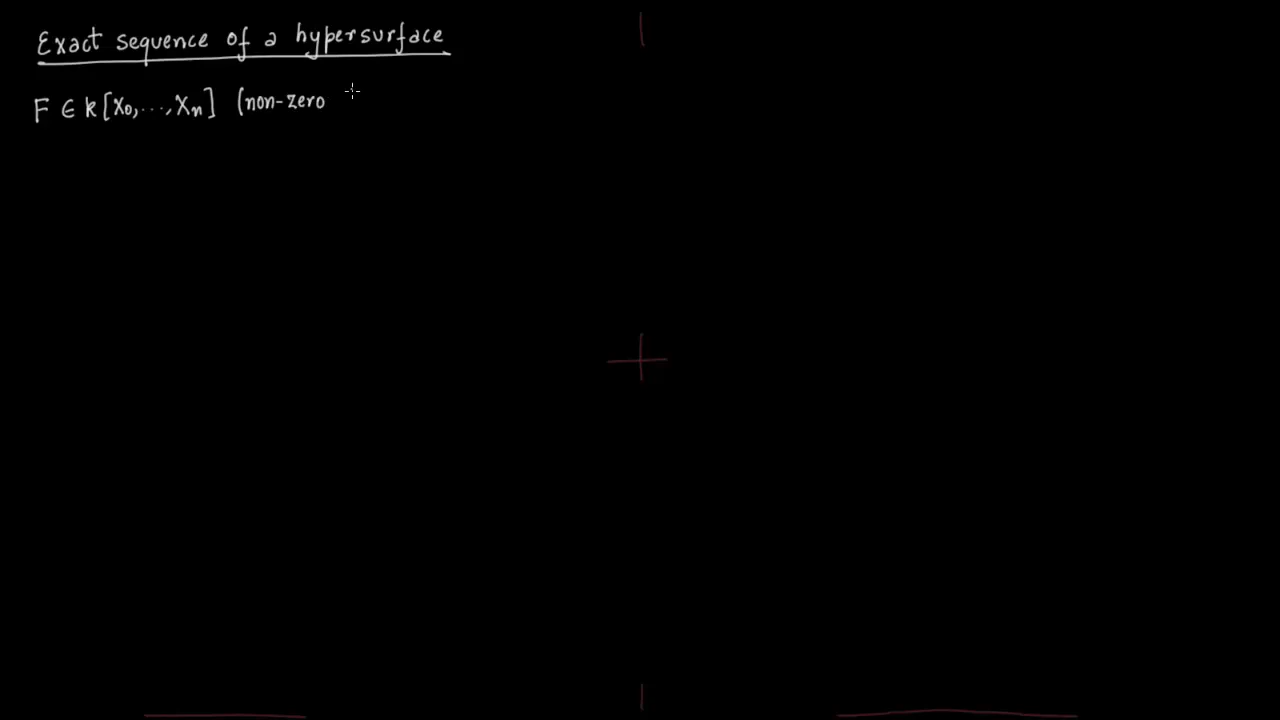 Exact sequence of a hypersurface
F ∈ k[X₀,...,Xₙ] (non-zero